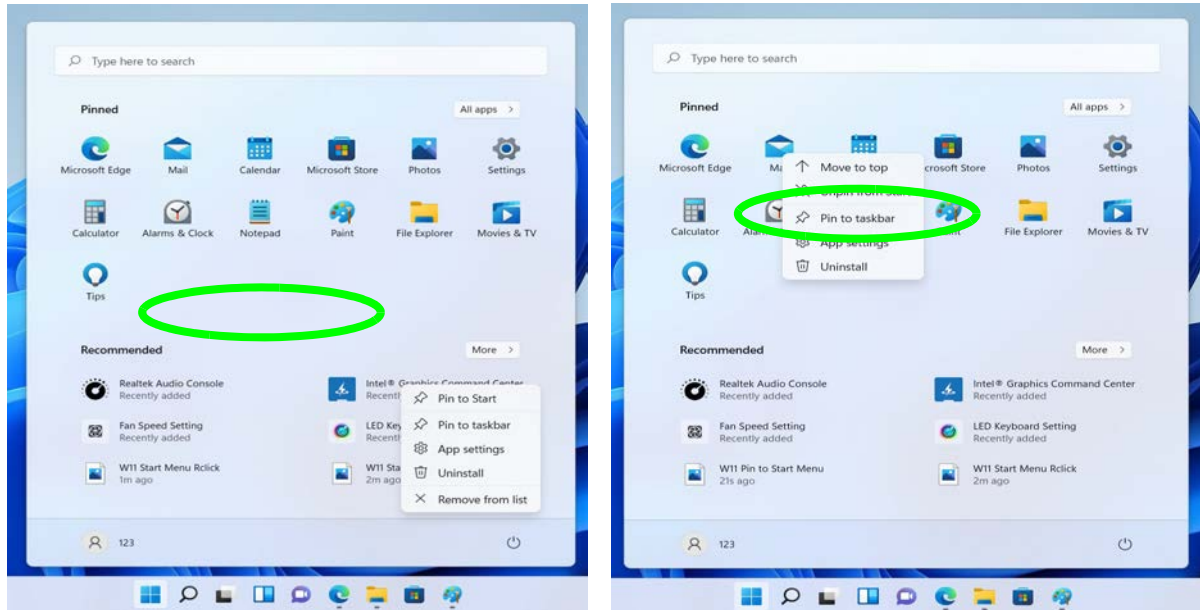 Type here to search
Pinned
All apps >
Microsoft Edge Mail Calendar Microsoft Store Photos Settings
Calculator Alarms & Clock Notepad Paint File Explorer Movies & TV
Tips
Recommended
More >
Realtek Audio Console
Recently added
Intel® Graphics Command Center
Fan Speed Setting
Recently added
LED
W11 Start Menu Rclick
1m ago
W11
2m ago
Pin to Start
Pin to taskbar
App settings
Uninstall
Remove from list
123
Type here to search
Pinned
All apps >
Microsoft Edge
Photos Settings
Move to top
Unpin from Start
Pin to taskbar
App settings
Uninstall
Calculator
File Explorer Movies & TV
Tips
Recommended
More >
Realtek Audio Console
Recently added
Intel® Graphics Command Center
Recently added
Fan Speed Setting
Recently added
LED Keyboard Setting
Recently added
W11 Pin to Start Menu
21s ago
W11 Start Menu Rclick
2m ago
123